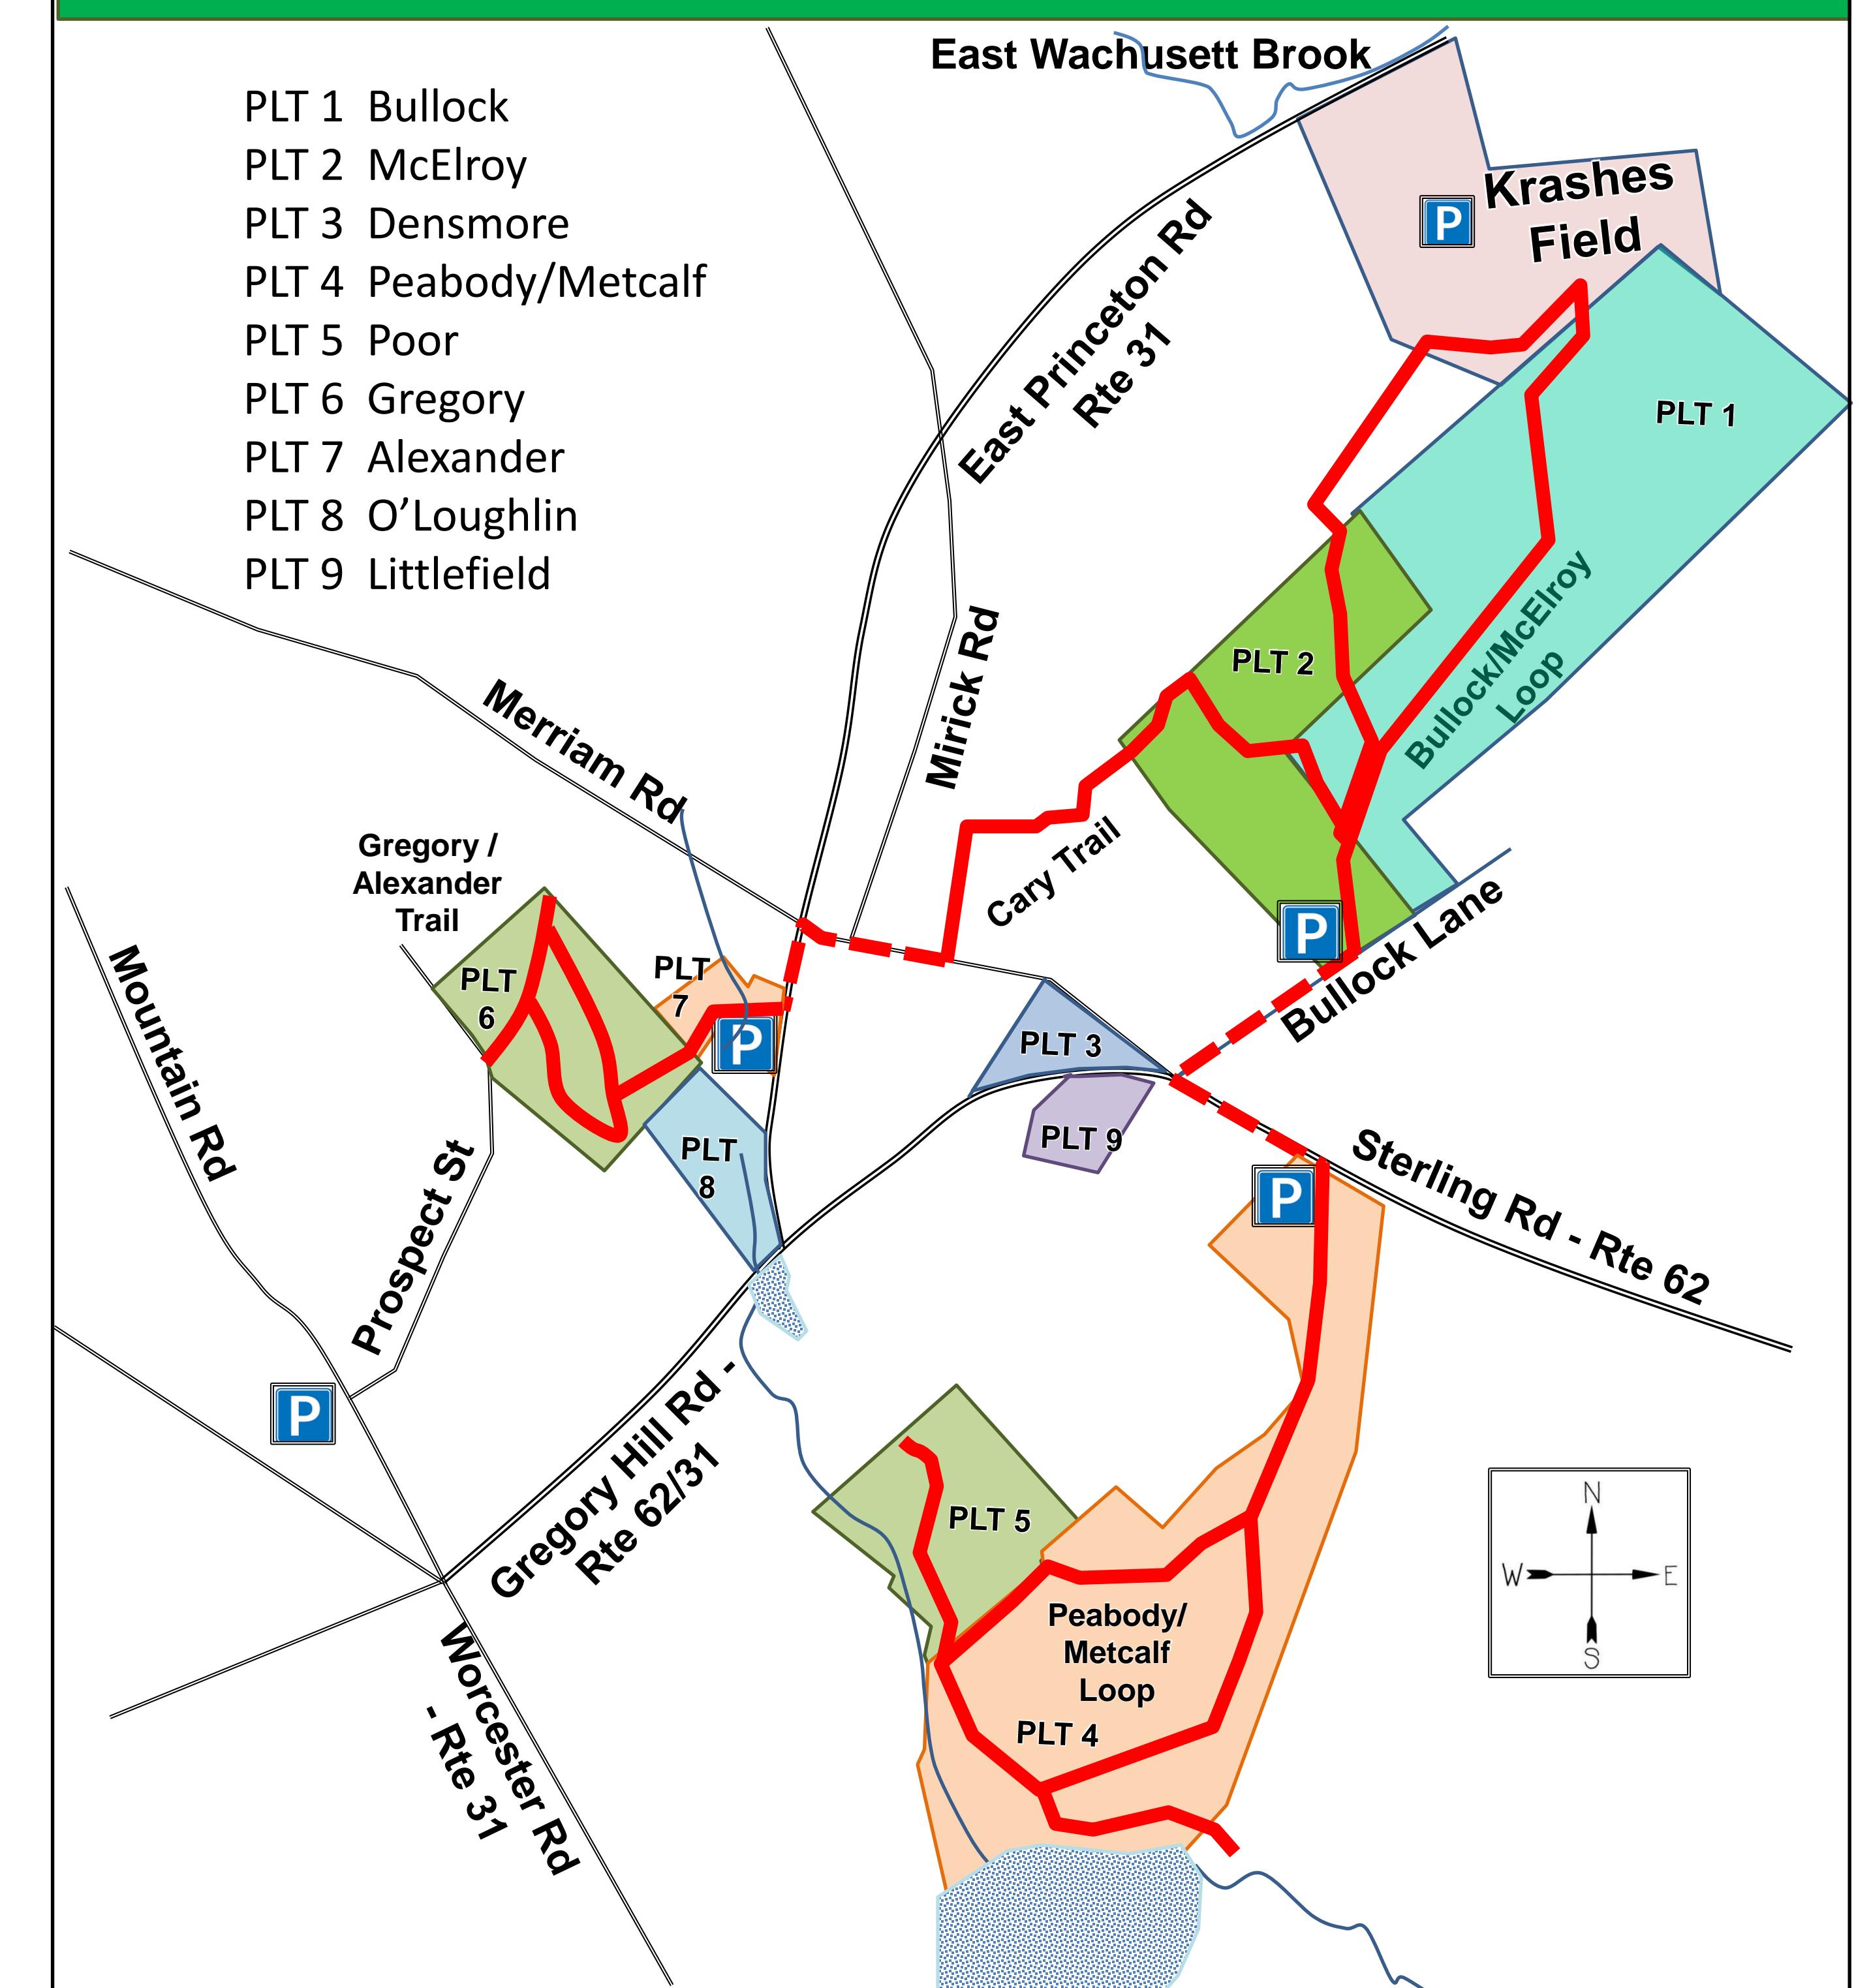 East Wachusett Brook
PLT 1 Bullock
PLT 2 McElroy
PLT 3 Densmore
PLT 4 Peabody/Metcalf
PLT 5 Poor
PLT 6 Gregory
PLT 7 Alexander
PLT 8 O’Loughlin
PLT 9 Littlefield
Krashes
Field
P
East Princeton Rd
Rte 31
PLT 1
Mirick Rd
PLT 2
Bullock/McElroy
Loop
Merriam Rd
Cary Trail
Gregory /
Alexander
Trail
P
Bullock Lane
Mountain Rd
PLT
6
PLT
7
P
PLT 3
PLT 9
PLT
8
P
Sterling Rd - Rte 62
Prospect St
P
Gregory Hill Rd -
Rte 62/31
PLT 5
Peabody/
Metcalf
Loop
PLT 4
Worcester Rd
- Rte 31
N
W
E
S